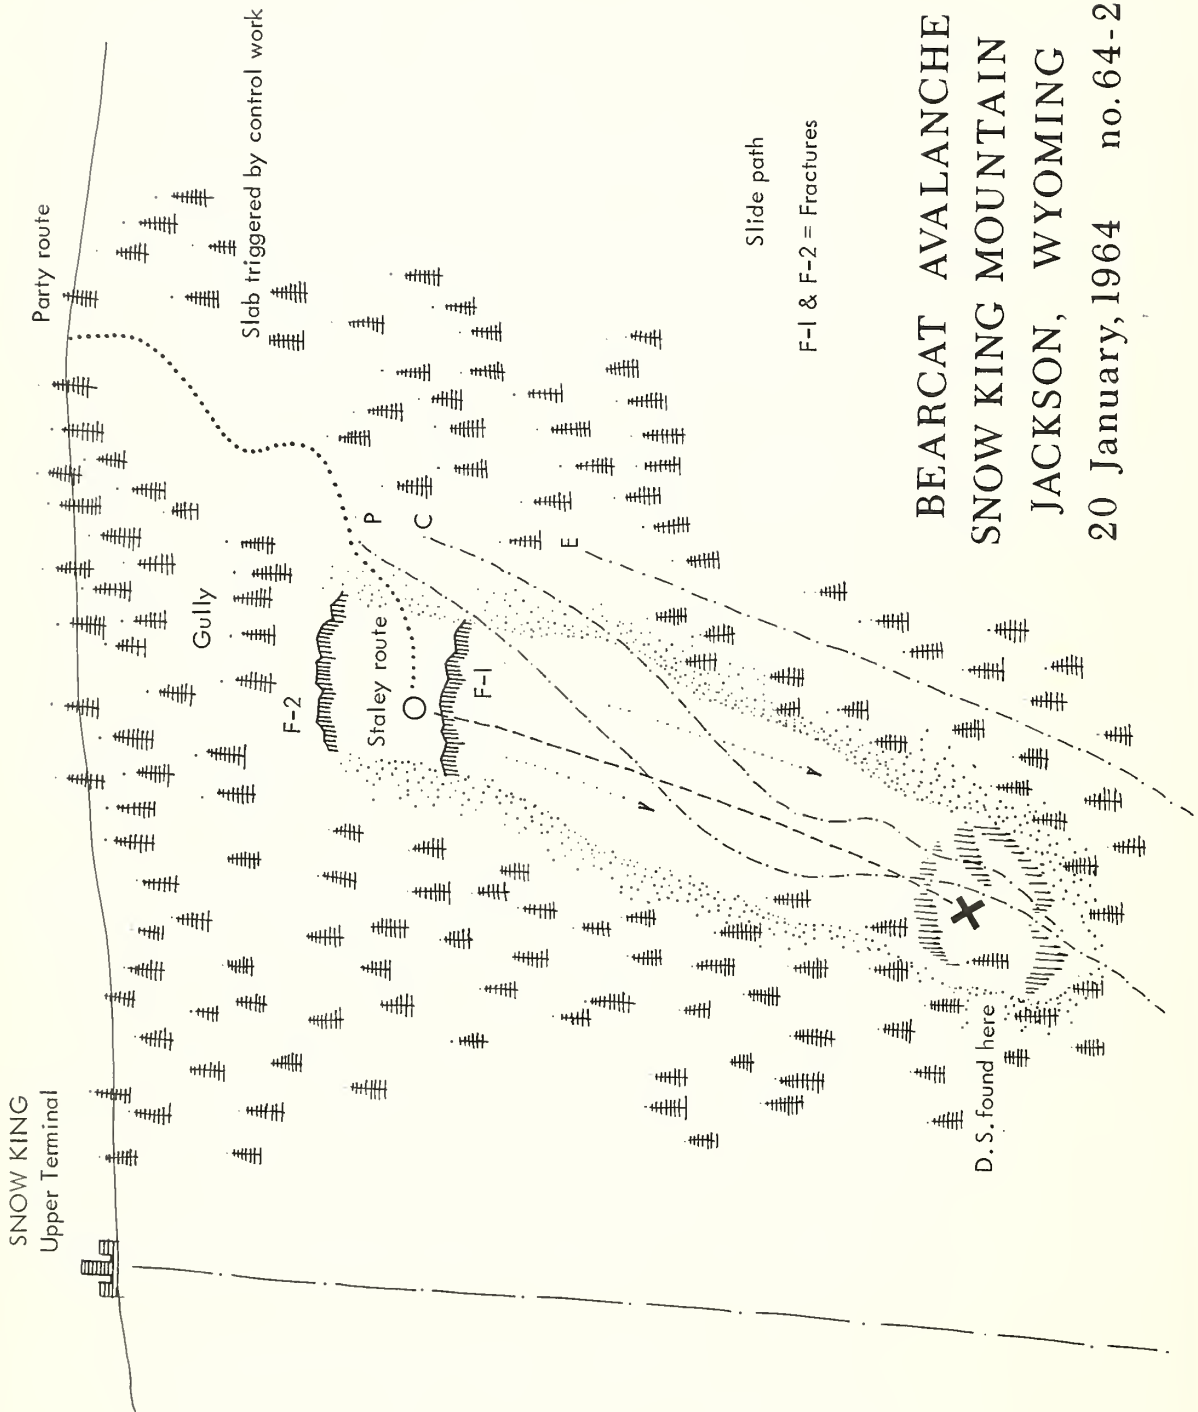 SNOW KING
Upper Terminal
Party route
Slab triggered by control work
Gully
F-2
Staley route
F-1
P
C
E
D.S. found here
Slide path
F-1 & F-2 = Fractures
BEARCAT AVALANCHE
SNOW KING MOUNTAIN
JACKSON, WYOMING
20 January, 1964 no. 64-2